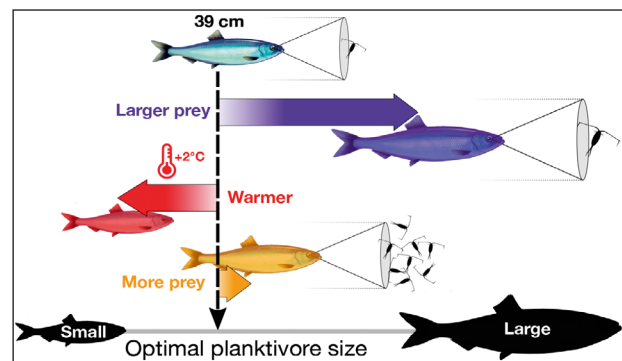 39 cm
Larger prey
+2°C
Warmer
More prey
Small
Large
Optimal planktivore size